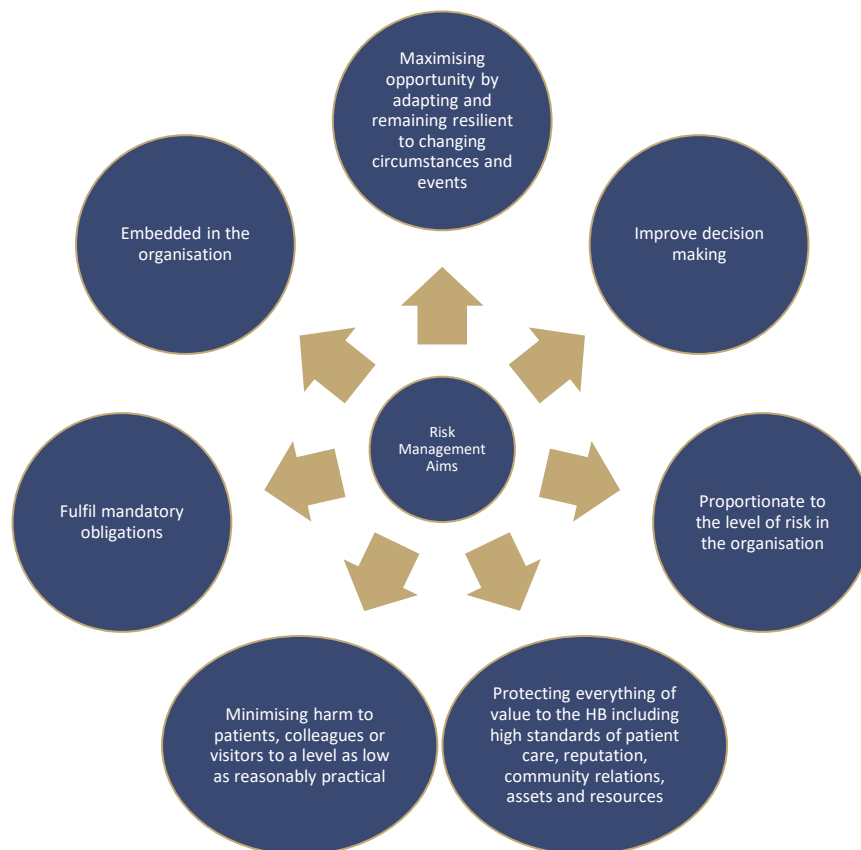 Maximising
opportunity by
adapting and
remaining resilient
to changing
circumstances and
events
Embedded in the
organisation
Improve decision
making
Risk
Management
Aims
Fulfil mandatory
obligations
Proportionate to
the level of risk in
the organisation
Minimising harm to
patients, colleagues or
visitors to a level as low
as reasonably practical
Protecting everything of
value to the HB including
high standards of patient
care, reputation,
community relations,
assets and resources